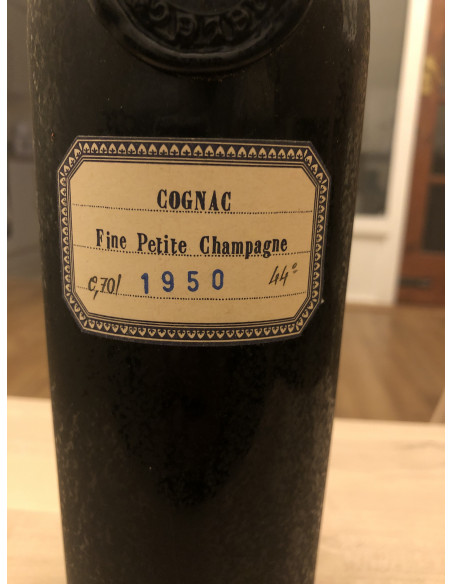 COGNAC
Fine Petite Champagne
0,70l 1950 44°